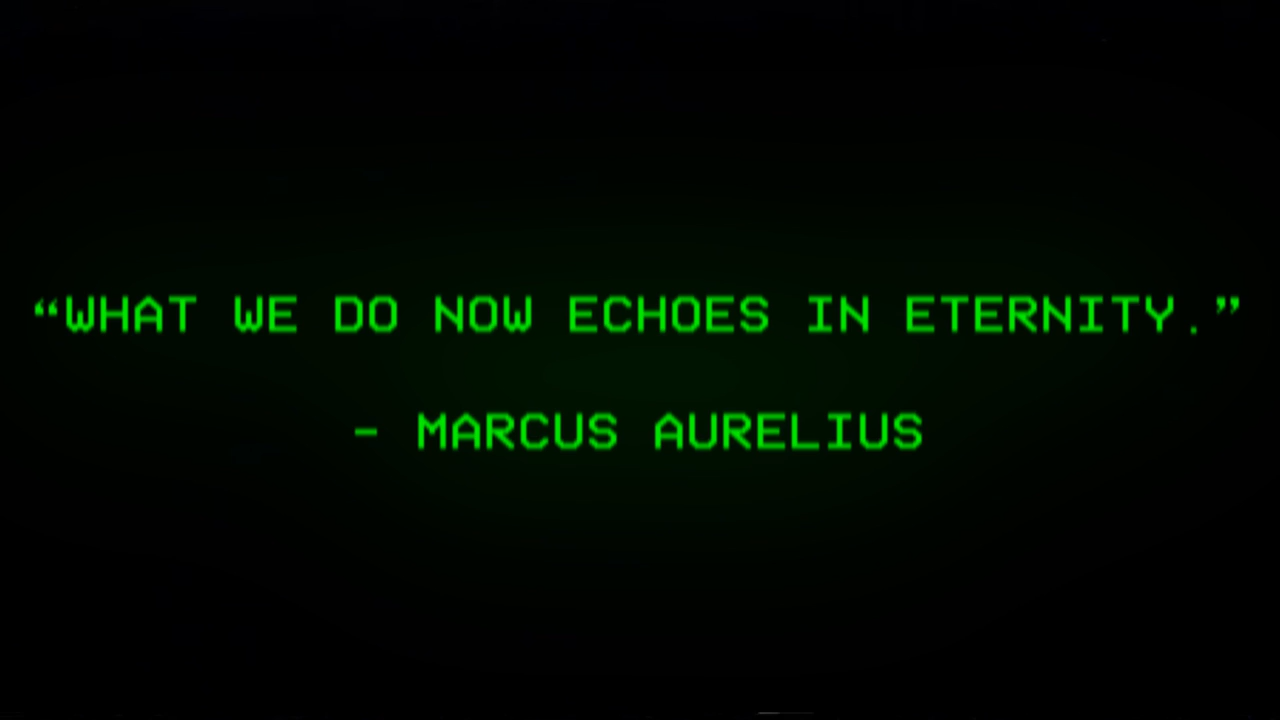 “WHAT WE DO NOW ECHOES IN ETERNITY.”
- MARCUS AURELIUS